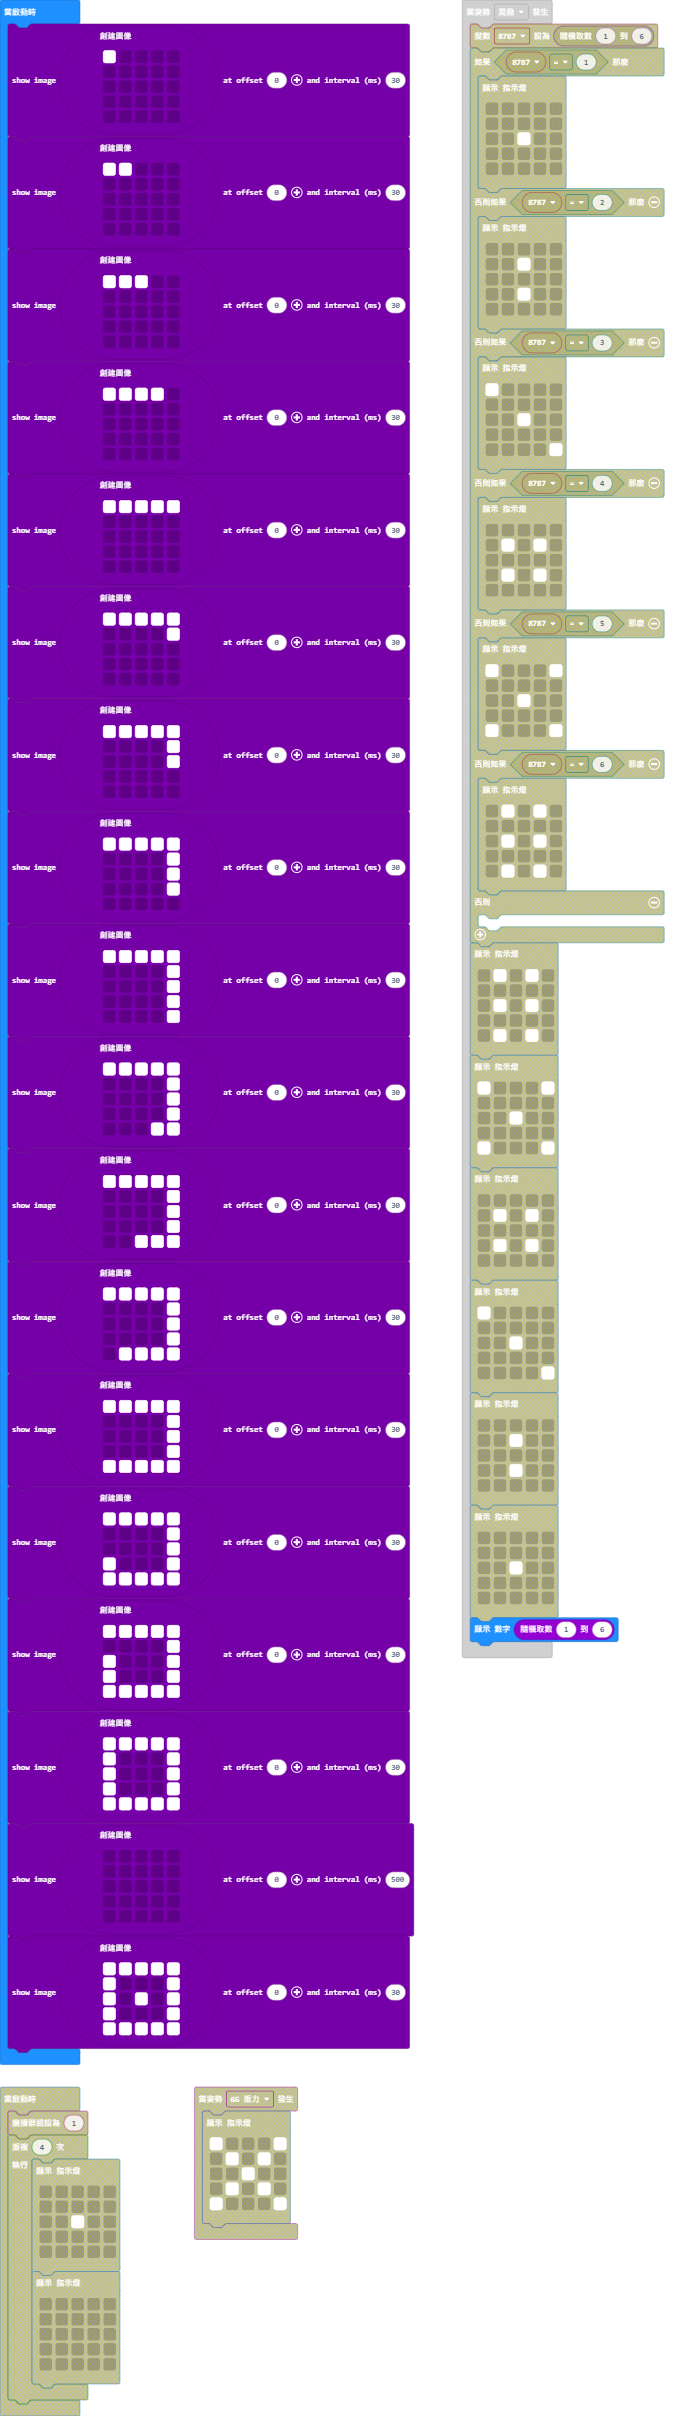 當啟動時
創建圖像
show image at offset 0 and interval (ms) 30
創建圖像
show image at offset 0 and interval (ms) 30
創建圖像
show image at offset 0 and interval (ms) 30
創建圖像
show image at offset 0 and interval (ms) 30
創建圖像
show image at offset 0 and interval (ms) 30
創建圖像
show image at offset 0 and interval (ms) 30
創建圖像
show image at offset 0 and interval (ms) 30
創建圖像
show image at offset 0 and interval (ms) 30
創建圖像
show image at offset 0 and interval (ms) 30
創建圖像
show image at offset 0 and interval (ms) 30
創建圖像
show image at offset 0 and interval (ms) 30
創建圖像
show image at offset 0 and interval (ms) 30
創建圖像
show image at offset 0 and interval (ms) 30
創建圖像
show image at offset 0 and interval (ms) 30
創建圖像
show image at offset 0 and interval (ms) 30
創建圖像
show image at offset 0 and interval (ms) 30
創建圖像
show image at offset 0 and interval (ms) 500
創建圖像
show image at offset 0 and interval (ms) 30
當姿勢 晃動 發生
變數 8787 設為 隨機取數 1 到 6
如果 8787 = 1 那麼
顯示 指示燈
否則如果 8787 = 2 那麼
顯示 指示燈
否則如果 8787 = 3 那麼
顯示 指示燈
否則如果 8787 = 4 那麼
顯示 指示燈
否則如果 8787 = 5 那麼
顯示 指示燈
否則如果 8787 = 6 那麼
顯示 指示燈
否則
顯示 指示燈
顯示 指示燈
顯示 指示燈
顯示 指示燈
顯示 指示燈
顯示 指示燈
顯示 數字 隨機取數 1 到 6
當啟動時
廣播群組設為 1
重複 4 次
執行
顯示 指示燈
顯示 指示燈
當姿勢 6G 重力 發生
顯示 指示燈